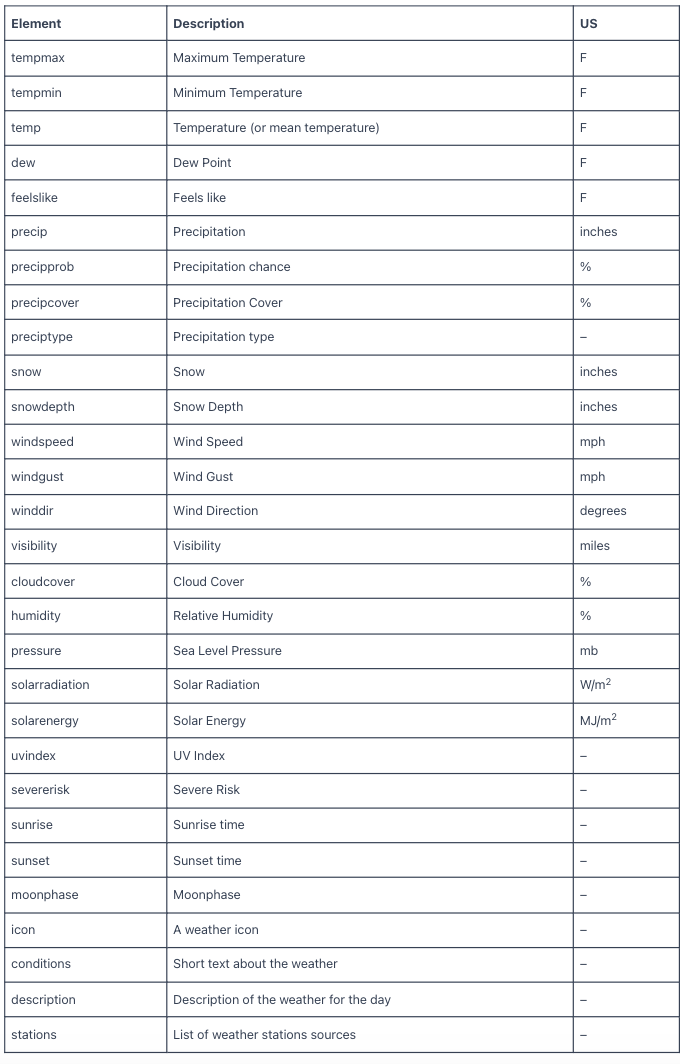 Element Description US
tempmax Maximum Temperature F
tempmin Minimum Temperature F
temp Temperature (or mean temperature) F
dew Dew Point F
feelslike Feels like F
precip Precipitation inches
precipprob Precipitation chance %
precipcover Precipitation Cover %
preciptype Precipitation type –
snow Snow inches
snowdepth Snow Depth inches
windspeed Wind Speed mph
windgust Wind Gust mph
winddir Wind Direction degrees
visibility Visibility miles
cloudcover Cloud Cover %
humidity Relative Humidity %
pressure Sea Level Pressure mb
solarradiation Solar Radiation W/m²
solarenergy Solar Energy MJ/m²
uvindex UV Index –
severerisk Severe Risk –
sunrise Sunrise time –
sunset Sunset time –
moonphase Moonphase –
icon A weather icon –
conditions Short text about the weather –
description Description of the weather for the day –
stations List of weather stations sources –